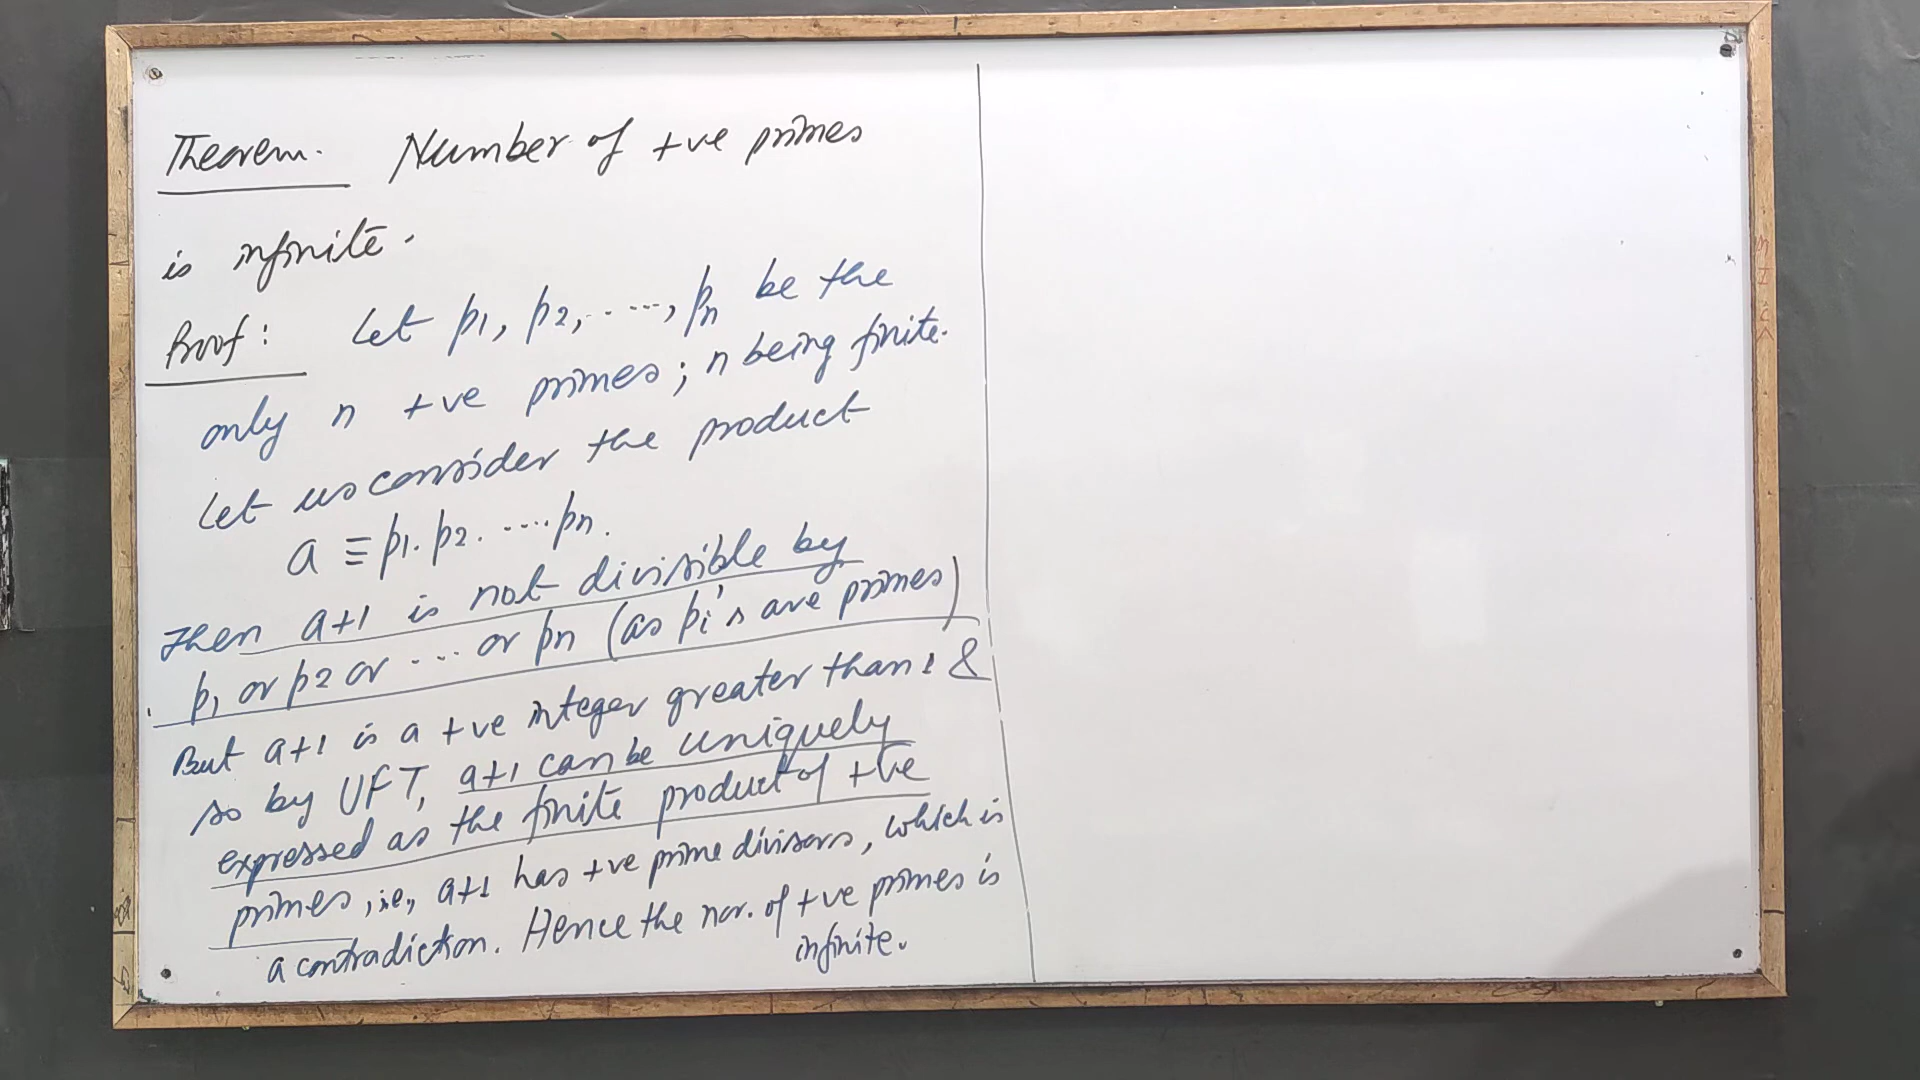 Theorem. Number of +ve primes
is infinite.
Proof: Let p1, p2, ....., pn be the
only n +ve primes; n being finite.
Let us consider the product
a ≡ p1. p2. ..... pn.
Then a+1 is not divisible by
p1 or p2 or .... or pn (as pi's are primes)
But a+1 is a +ve integer greater than 1 &
so by UFT, a+1 can be uniquely
expressed as the finite product of +ve
primes, i.e., a+1 has +ve prime divisors, which is
a contradiction. Hence the nor. of +ve primes is
infinite.